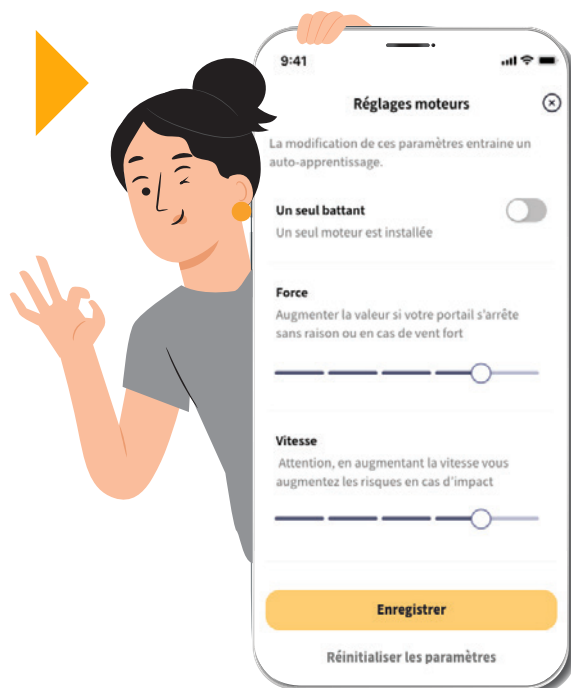 9:41
Réglages moteurs
La modification de ces paramètres entraine un
auto-apprentissage.
Un seul battant
Un seul moteur est installée
Force
Augmenter la valeur si votre portail s'arrête
sans raison ou en cas de vent fort
Vitesse
Attention, en augmentant la vitesse vous
augmentez les risques en cas d'impact
Enregistrer
Réinitialiser les paramètres